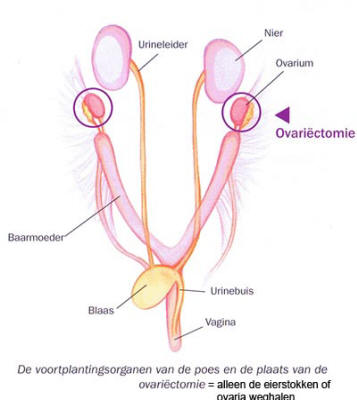 Urineleider
Nier
Ovarium
Ovariëctomie
Baarmoeder
Urinebuis
Blaas
Vagina
De voortplantingsorganen van de poes en de plaats van de
ovariëctomie = alleen de eierstokken of
ovaria weghalen